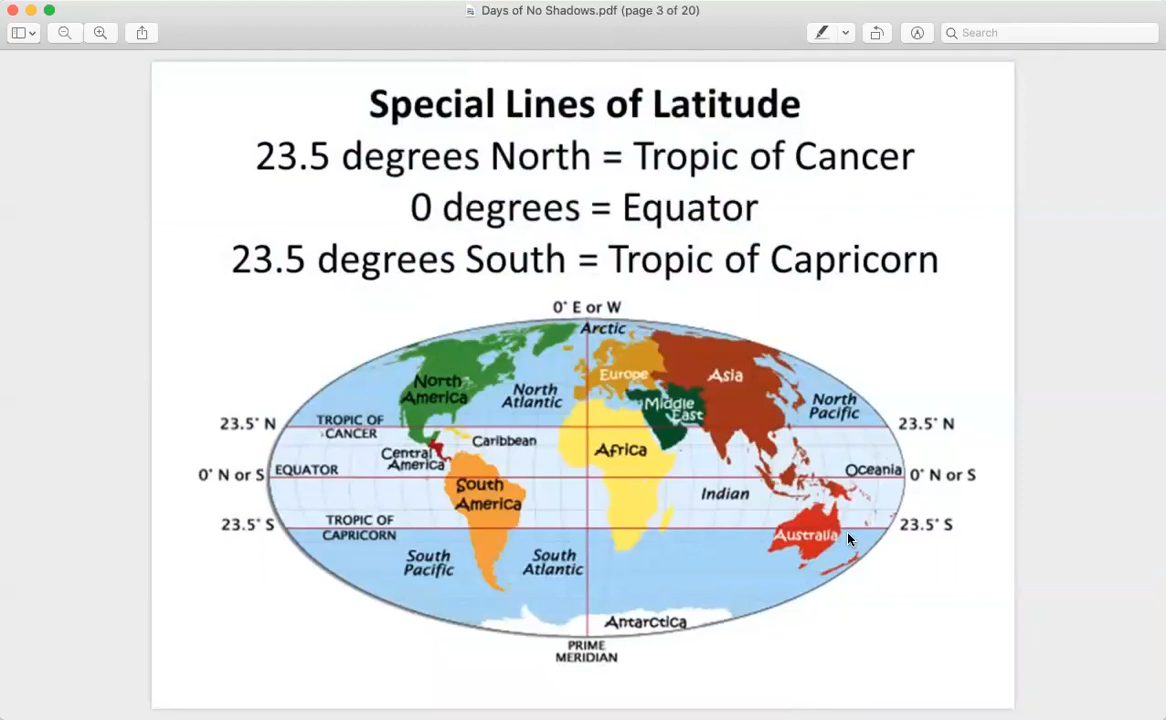 Days of No Shadows.pdf (page 3 of 20)
Search
Special Lines of Latitude
23.5 degrees North = Tropic of Cancer
0 degrees = Equator
23.5 degrees South = Tropic of Capricorn
0° E or W
Arctic
North
America
North
Atlantic
Europe
Asia
Middle
East
North
Pacific
23.5° N
TROPIC OF
CANCER
23.5° N
Caribbean
Central
America
Africa
0° N or S
EQUATOR
Oceania
0° N or S
South
America
Indian
23.5° S
TROPIC OF
CAPRICORN
Australia
23.5° S
South
Pacific
South
Atlantic
Antarctica
PRIME
MERIDIAN